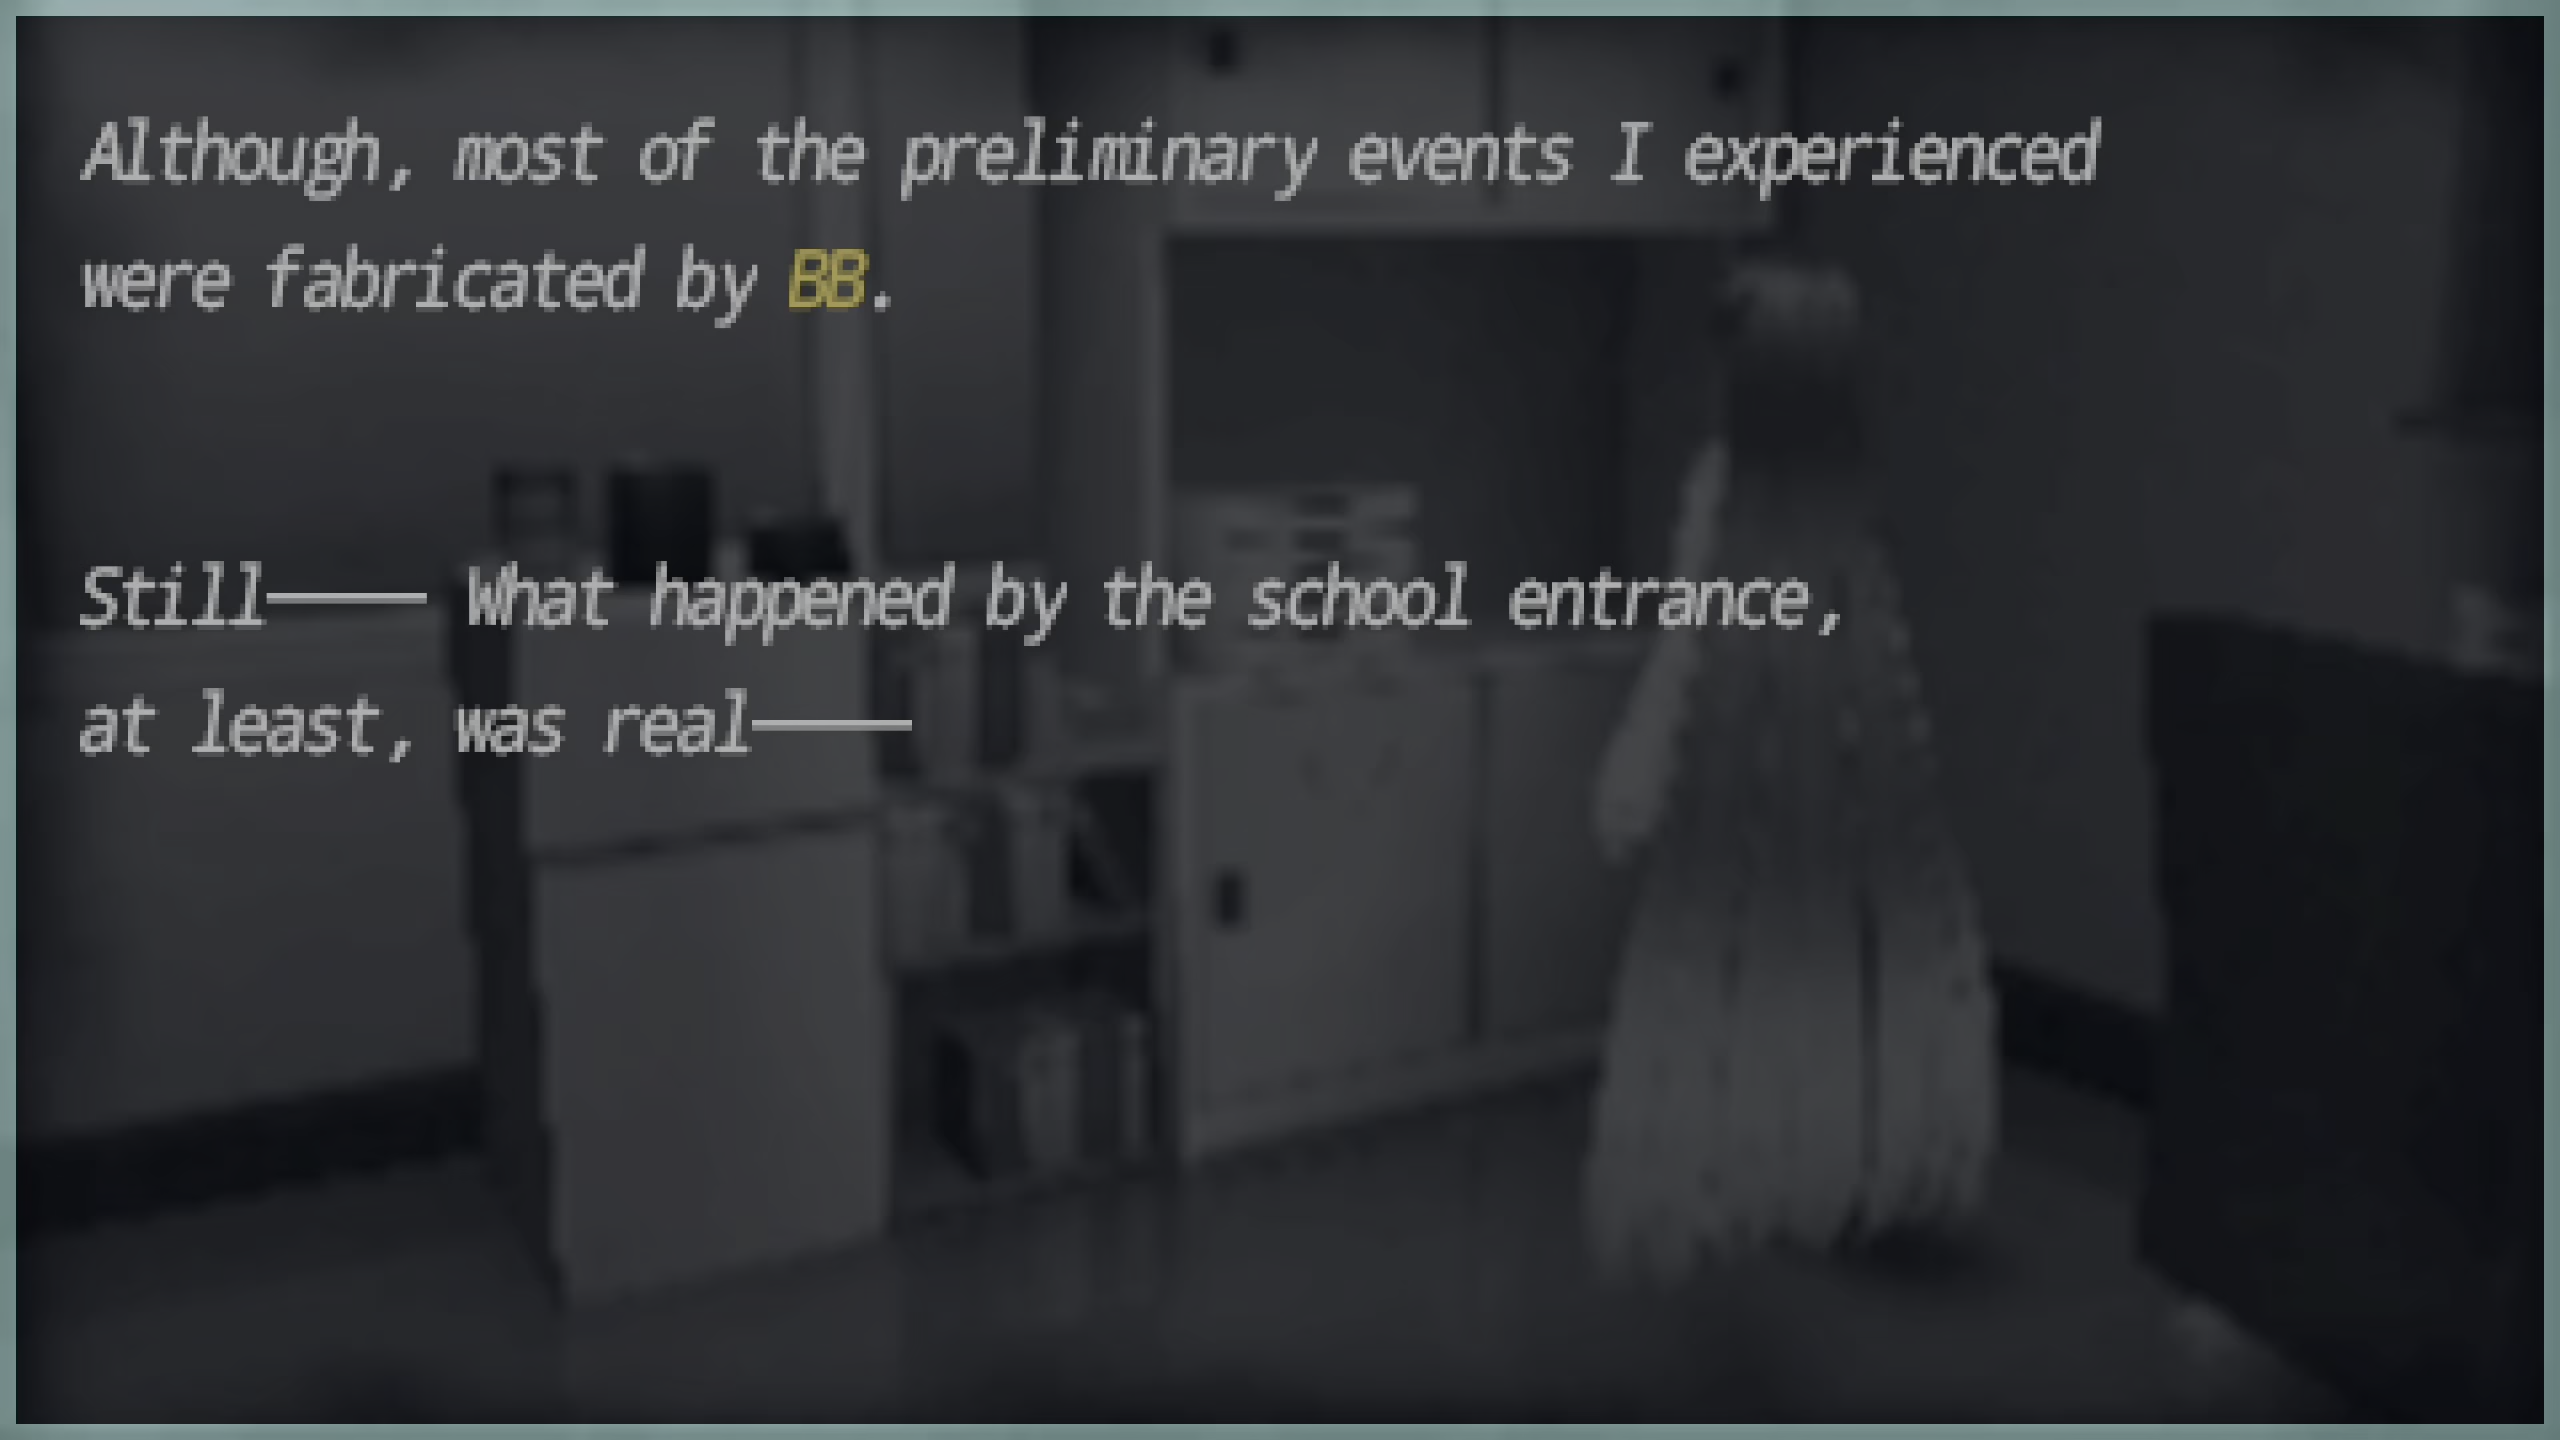 Although, most of the preliminary events I experienced
were fabricated by BB.
Still―― What happened by the school entrance,
at least, was real――